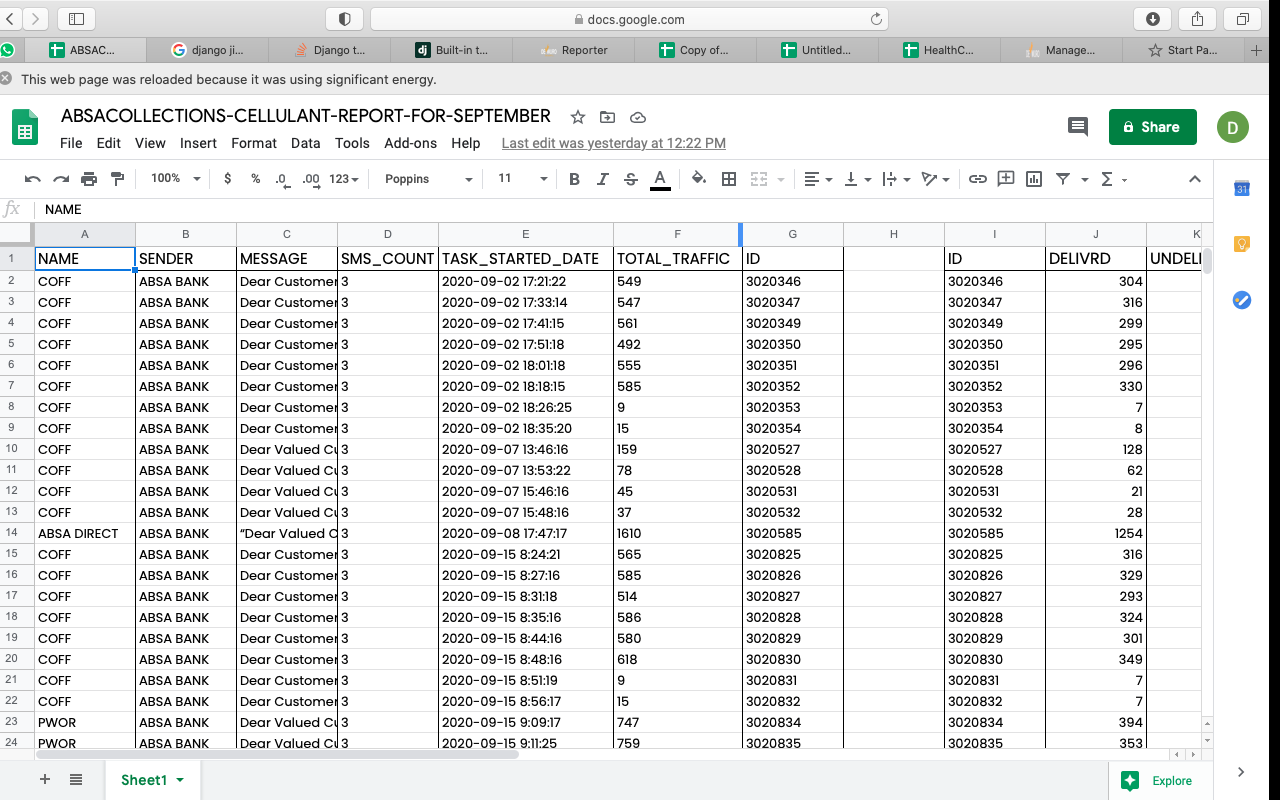 docs.google.com
ABSAC... django ji... Django t... dj Built-in t... Reporter Copy of... Untitled... HealthC... Manage... Start Pa...
This web page was reloaded because it was using significant energy.
ABSACOLLECTIONS-CELLULANT-REPORT-FOR-SEPTEMBER
Share D
File Edit View Insert Format Data Tools Add-ons Help Last edit was yesterday at 12:22 PM
100% $ % .0 .00 123 Poppins 11 B I S A Σ
31
fx NAME
A B C D E F G H I J K
1 NAME SENDER MESSAGE SMS_COUNT TASK_STARTED_DATE TOTAL_TRAFFIC ID ID DELIVRD UNDELI
2 COFF ABSA BANK Dear Customer 3 2020-09-02 17:21:22 549 3020346 3020346 304
3 COFF ABSA BANK Dear Customer 3 2020-09-02 17:33:14 547 3020347 3020347 316
4 COFF ABSA BANK Dear Customer 3 2020-09-02 17:41:15 561 3020349 3020349 299
5 COFF ABSA BANK Dear Customer 3 2020-09-02 17:51:18 492 3020350 3020350 295
6 COFF ABSA BANK Dear Customer 3 2020-09-02 18:01:18 555 3020351 3020351 296
7 COFF ABSA BANK Dear Customer 3 2020-09-02 18:18:15 585 3020352 3020352 330
8 COFF ABSA BANK Dear Customer 3 2020-09-02 18:26:25 9 3020353 3020353 7
9 COFF ABSA BANK Dear Customer 3 2020-09-02 18:35:20 15 3020354 3020354 8
10 COFF ABSA BANK Dear Valued Cu 3 2020-09-07 13:46:16 159 3020527 3020527 128
11 COFF ABSA BANK Dear Valued Cu 3 2020-09-07 13:53:22 78 3020528 3020528 62
12 COFF ABSA BANK Dear Valued Cu 3 2020-09-07 15:46:16 45 3020531 3020531 21
13 COFF ABSA BANK Dear Valued Cu 3 2020-09-07 15:48:16 37 3020532 3020532 28
14 ABSA DIRECT ABSA BANK “Dear Valued C 3 2020-09-08 17:47:17 1610 3020585 3020585 1254
15 COFF ABSA BANK Dear Customer 3 2020-09-15 8:24:21 565 3020825 3020825 316
16 COFF ABSA BANK Dear Customer 3 2020-09-15 8:27:16 585 3020826 3020826 329
17 COFF ABSA BANK Dear Customer 3 2020-09-15 8:31:18 514 3020827 3020827 293
18 COFF ABSA BANK Dear Customer 3 2020-09-15 8:35:16 586 3020828 3020828 324
19 COFF ABSA BANK Dear Customer 3 2020-09-15 8:44:16 580 3020829 3020829 301
20 COFF ABSA BANK Dear Customer 3 2020-09-15 8:48:16 618 3020830 3020830 349
21 COFF ABSA BANK Dear Customer 3 2020-09-15 8:51:19 9 3020831 3020831 7
22 COFF ABSA BANK Dear Customer 3 2020-09-15 8:56:17 15 3020832 3020832 7
23 PWOR ABSA BANK Dear Valued Cu 3 2020-09-15 9:09:17 747 3020834 3020834 394
24 PWOR ABSA BANK Dear Valued Cu 3 2020-09-15 9:11:25 759 3020835 3020835 353
Sheet1 Explore